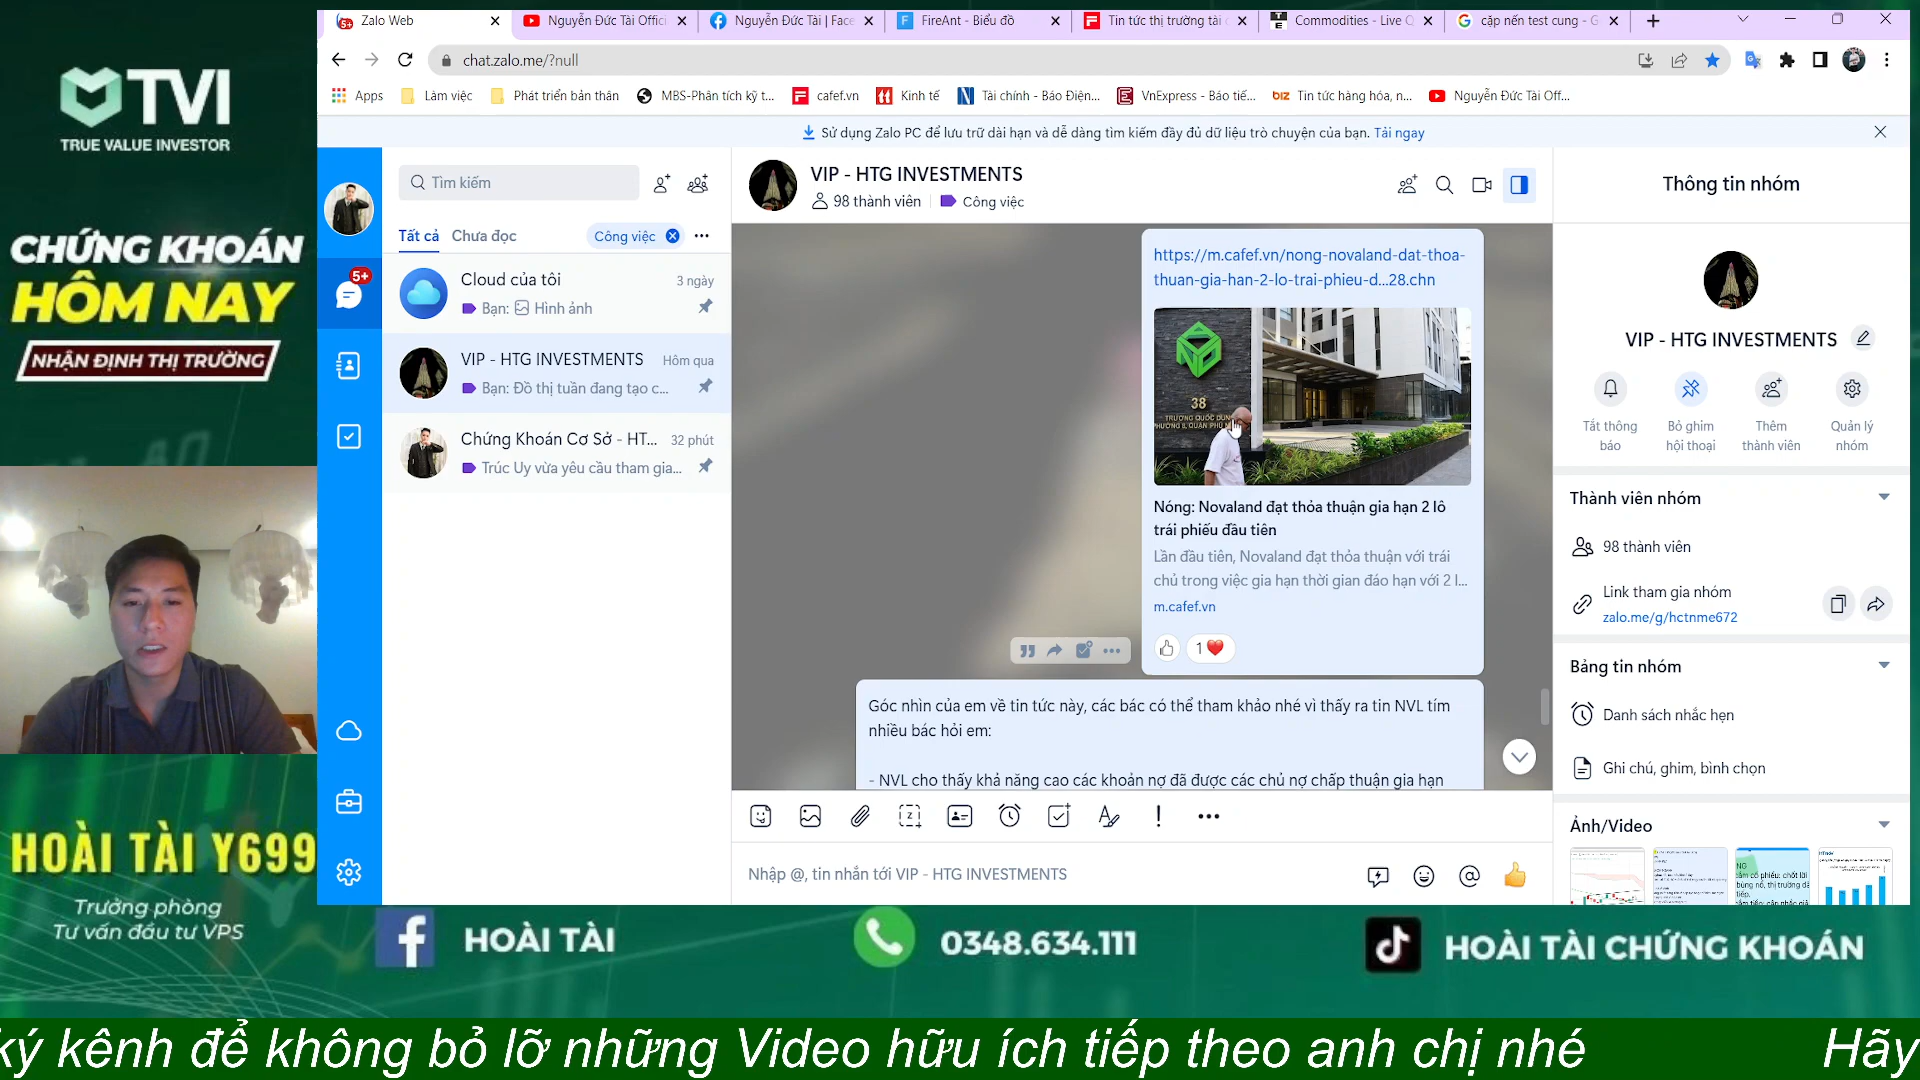 TVI
TRUE VALUE INVESTOR
CHỨNG KHOÁN
HÔM NAY
NHẬN ĐỊNH THỊ TRƯỜNG
HOÀI TÀI Y699
Trưởng phòng
Tư vấn đầu tư VPS
5+
Zalo Web
Nguyễn Đức Tài Offici
Nguyễn Đức Tài | Face
FireAnt - Biểu đồ
Tin tức thị trường tài c
Commodities - Live Q
cặp nến test cung - G
chat.zalo.me/?null
Apps
Làm việc
Phát triển bản thân
MBS-Phân tích kỹ t...
cafef.vn
Kinh tế
Tài chính - Báo Điện...
VnExpress - Báo tiế...
BIZ
Tin tức hàng hóa, n...
Nguyễn Đức Tài Off...
Sử dụng Zalo PC để lưu trữ dài hạn và dễ dàng tìm kiếm đầy đủ dữ liệu trò chuyện của bạn. Tải ngay
5+
Tìm kiếm
Tất cả
Chưa đọc
Công việc
Cloud của tôi
3 ngày
Bạn: Hình ảnh
VIP - HTG INVESTMENTS
Hôm qua
Bạn: Đồ thị tuần đang tạo c...
Chứng Khoán Cơ Sở - HT...
32 phút
Trúc Uy vừa yêu cầu tham gia...
VIP - HTG INVESTMENTS
98 thành viên
Công việc
https://m.cafef.vn/nong-novaland-dat-thoa-
thuan-gia-han-2-lo-trai-phieu-d...28.chn
38
TRƯƠNG QUỐC DUNG
Nóng: Novaland đạt thỏa thuận gia hạn 2 lô
trái phiếu đầu tiên
Lần đầu tiên, Novaland đạt thỏa thuận với trái
chủ trong việc gia hạn thời gian đáo hạn với 2 l...
m.cafef.vn
1
Góc nhìn của em về tin tức này, các bác có thể tham khảo nhé vì thấy ra tin NVL tím
nhiều bác hỏi em:
- NVL cho thấy khả năng cao các khoản nợ đã được các chủ nợ chấp thuận gia hạn
Nhập @, tin nhắn tới VIP - HTG INVESTMENTS
Thông tin nhóm
VIP - HTG INVESTMENTS
Tắt thông
báo
Bỏ ghim
hội thoại
Thêm
thành viên
Quản lý
nhóm
Thành viên nhóm
98 thành viên
Link tham gia nhóm
zalo.me/g/hctnme672
Bảng tin nhóm
Danh sách nhắc hẹn
Ghi chú, ghim, bình chọn
Ảnh/Video
HOÀI TÀI
0348.634.111
HOÀI TÀI CHỨNG KHOÁN
ký kênh để không bỏ lỡ những Video hữu ích tiếp theo anh chị nhé
Hãy